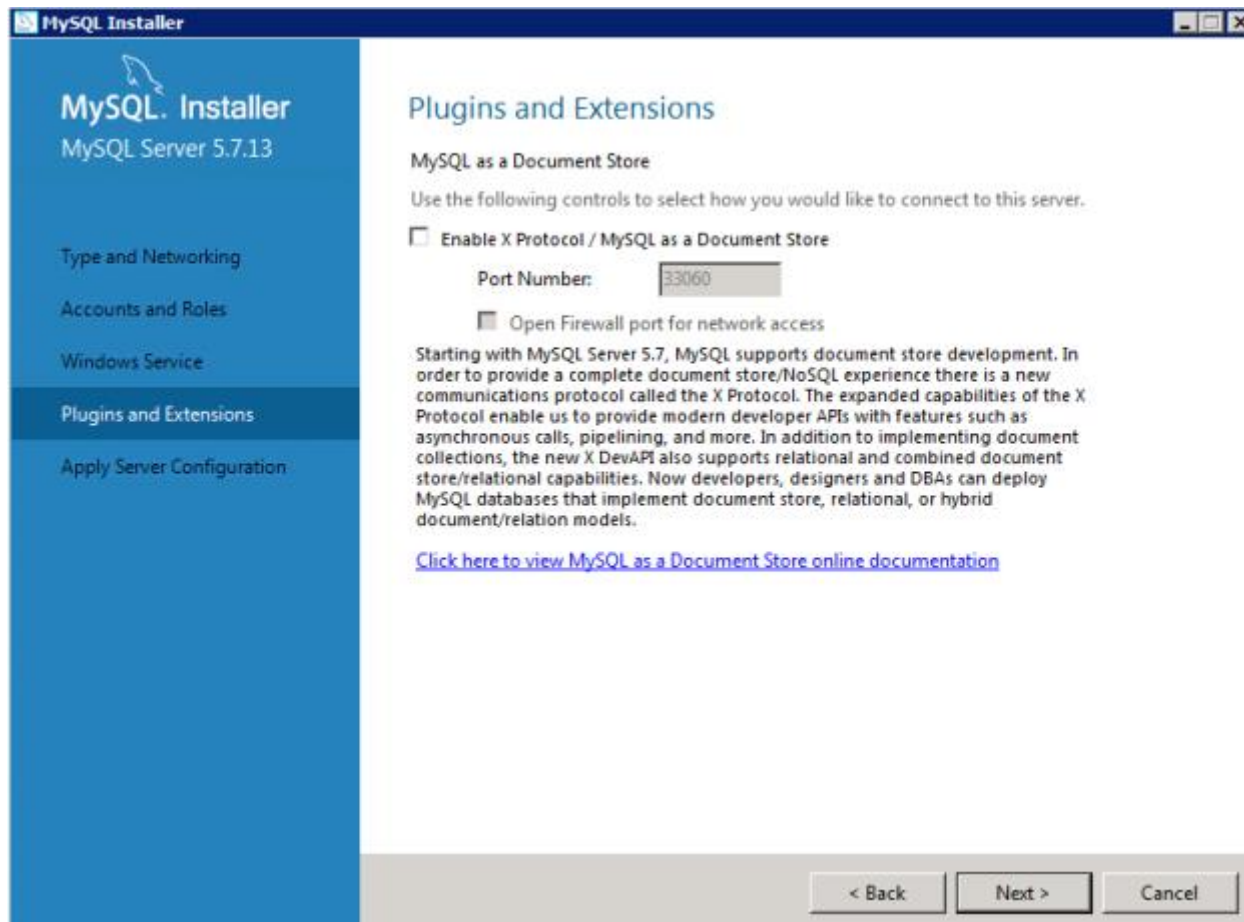 MySQL Installer
MySQL. Installer
MySQL Server 5.7.13
Type and Networking
Accounts and Roles
Windows Service
Plugins and Extensions
Apply Server Configuration
Plugins and Extensions
MySQL as a Document Store
Use the following controls to select how you would like to connect to this server.
Enable X Protocol / MySQL as a Document Store
Port Number: 33060
Open Firewall port for network access
Starting with MySQL Server 5.7, MySQL supports document store development. In
order to provide a complete document store/NoSQL experience there is a new
communications protocol called the X Protocol. The expanded capabilities of the X
Protocol enable us to provide modern developer APIs with features such as
asynchronous calls, pipelining, and more. In addition to implementing document
collections, the new X DevAPI also supports relational and combined document
store/relational capabilities. Now developers, designers and DBAs can deploy
MySQL databases that implement document store, relational, or hybrid
document/relation models.
Click here to view MySQL as a Document Store online documentation
< Back Next > Cancel